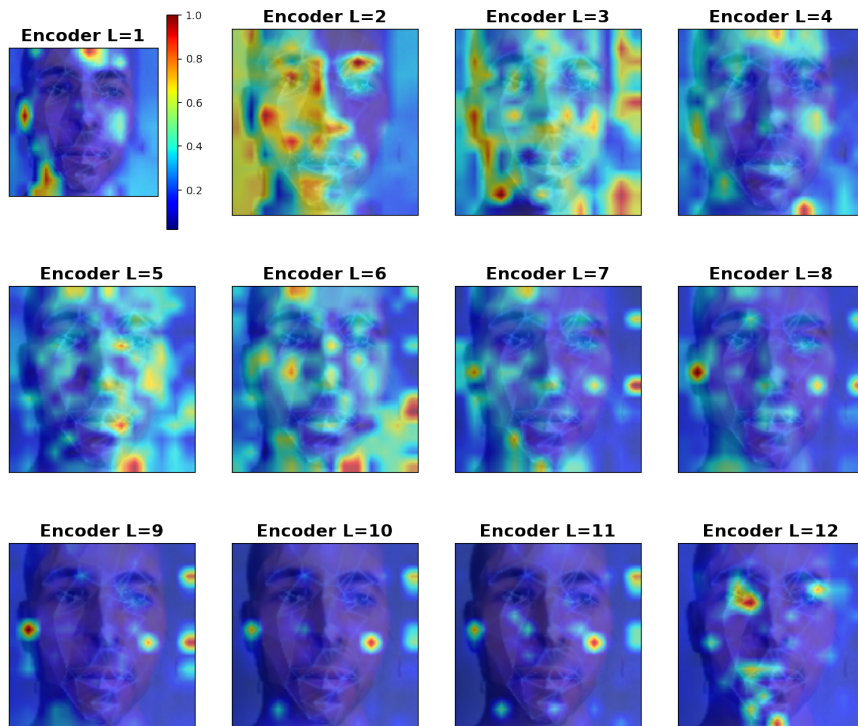 Encoder L=1
1.0
0.8
0.6
0.4
0.2
Encoder L=2
Encoder L=3
Encoder L=4
Encoder L=5
Encoder L=6
Encoder L=7
Encoder L=8
Encoder L=9
Encoder L=10
Encoder L=11
Encoder L=12